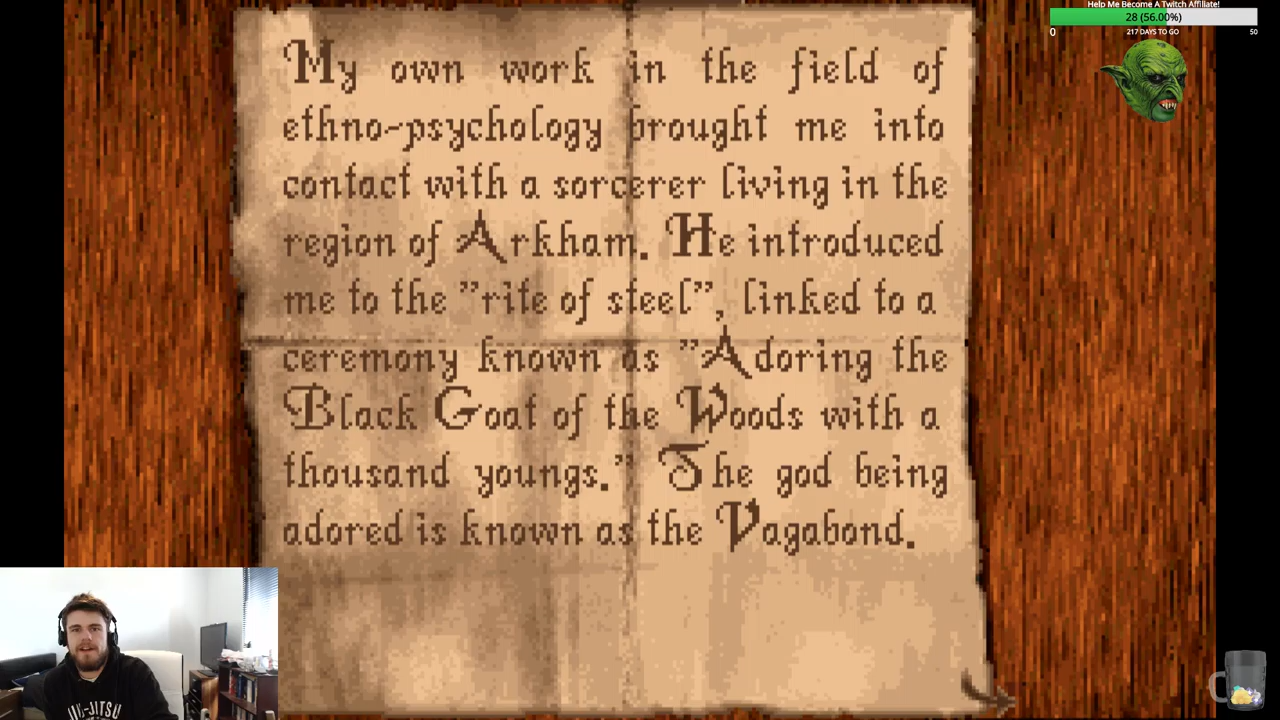 Help Me Become A Twitch Affiliate!
28 (56.00%)
0 217 DAYS TO GO 50
My own work in the field of
ethno-psychology brought me into
contact with a sorcerer living in the
region of Arkham. He introduced
me to the "rite of steel", linked to a
ceremony known as "Adoring the
Black Goat of the Woods with a
thousand youngs." The god being
adored is known as the Vagabond.
JIU-JITSU